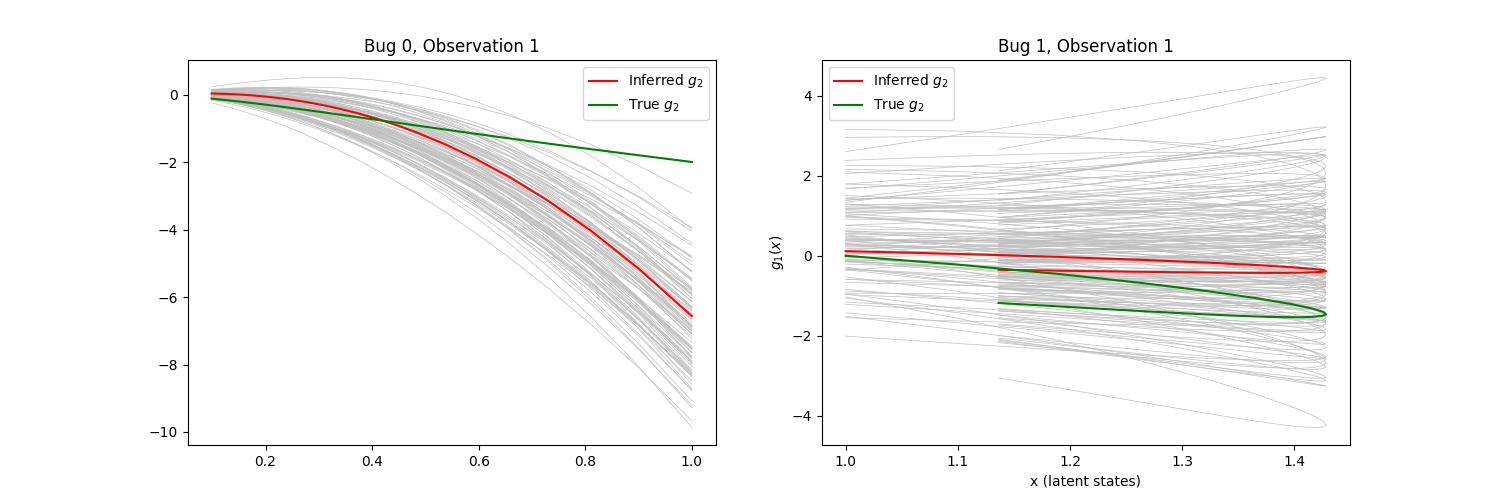 Bug 0, Observation 1
Inferred g₂
True g₂
0
−2
−4
−6
−8
−10
0.2 0.4 0.6 0.8 1.0
Bug 1, Observation 1
Inferred g₂
True g₂
g₁(x)
4
2
0
−2
−4
1.0 1.1 1.2 1.3 1.4
x (latent states)